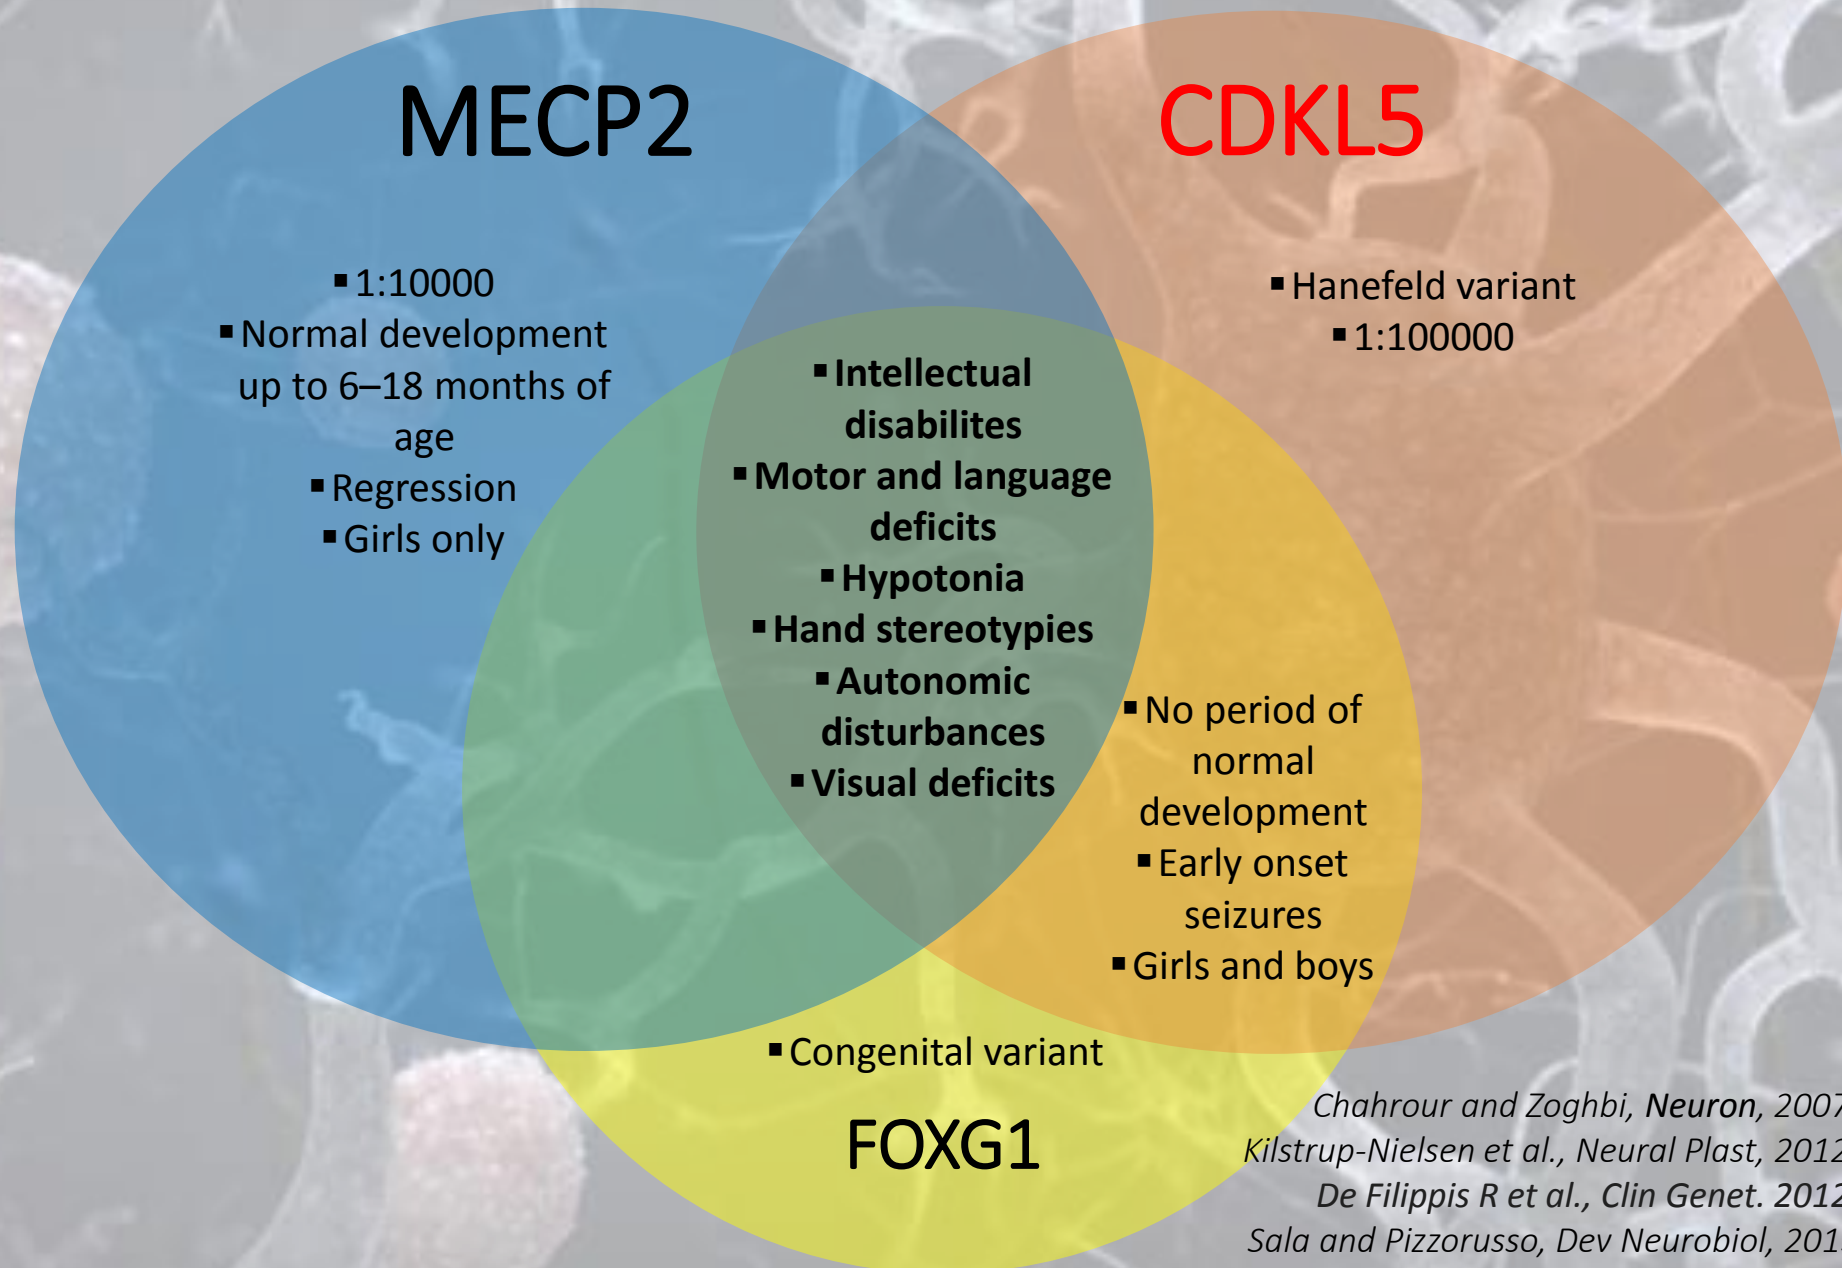 MECP2
CDKL5
▪1:10000
▪Normal development
up to 6–18 months of
age
▪Regression
▪Girls only
▪Hanefeld variant
▪1:100000
▪Intellectual
disabilites
▪Motor and language
deficits
▪Hypotonia
▪Hand stereotypies
▪Autonomic
disturbances
▪Visual deficits
▪No period of
normal
development
▪Early onset
seizures
▪Girls and boys
▪Congenital variant
FOXG1
Chahrour and Zoghbi, Neuron, 2007
Kilstrup-Nielsen et al., Neural Plast, 2012
De Filippis R et al., Clin Genet. 2012
Sala and Pizzorusso, Dev Neurobiol,